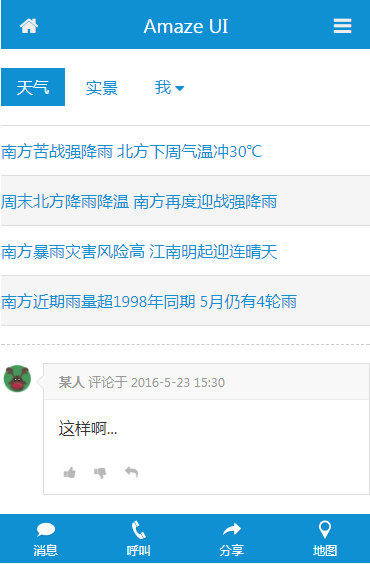 Amaze UI
天气 实景 我
南方苦战强降雨 北方下周气温冲30℃
周末北方降雨降温 南方再度迎战强降雨
南方暴雨灾害风险高 江南明起迎连晴天
南方近期雨量超1998年同期 5月仍有4轮雨
某人 评论于 2016-5-23 15:30
这样啊...
消息 呼叫 分享 地图